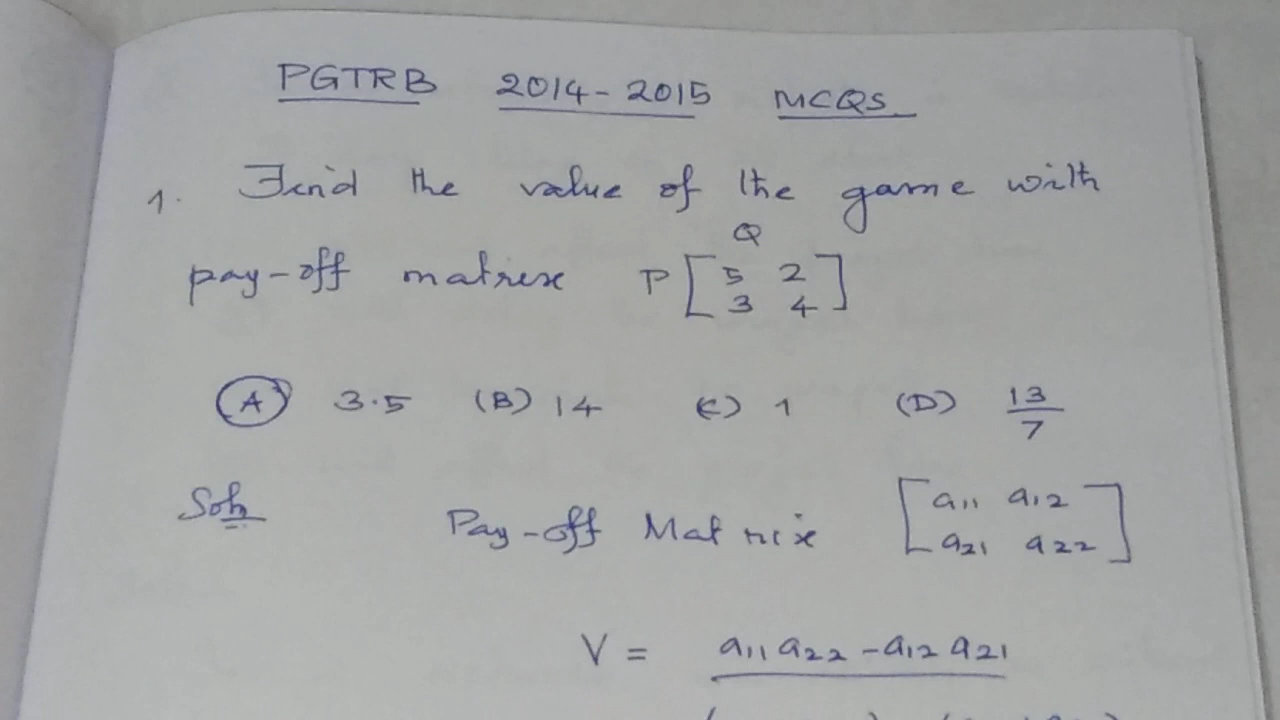 PGTRB 2014-2015 MCQS
1. Find the value of the game with
Q
pay-off matrix P [ 5 2
3 4 ]
(A) 3.5 (B) 14 (C) 1 (D) 13/7
Soln Pay-off Matrix [ a11 a12
a21 a22 ]
V = a11 a22 - a12 a21